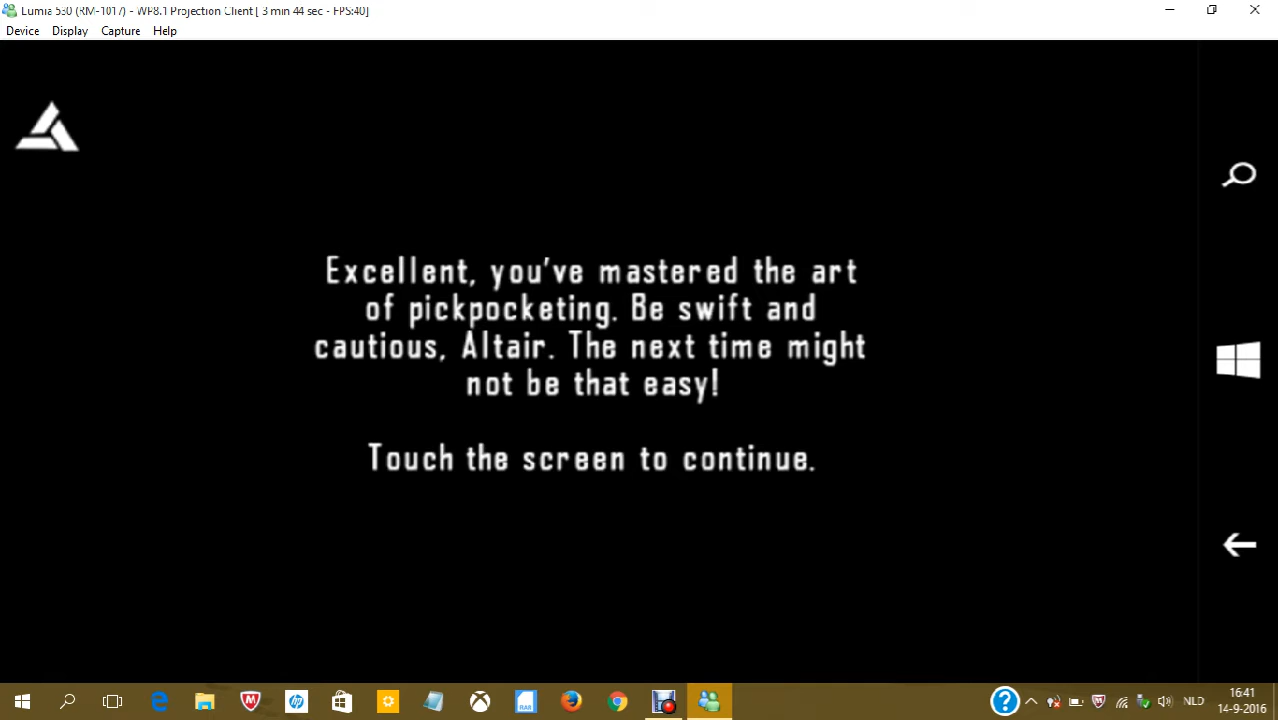 Lumia 530 (RM-1017) - WP8.1 Projection Client [ 3 min 44 sec - FPS:40]
Device Display Capture Help
Excellent, you've mastered the art
of pickpocketing. Be swift and
cautious, Altair. The next time might
not be that easy!
Touch the screen to continue.
NLD
16:41
14-9-2016